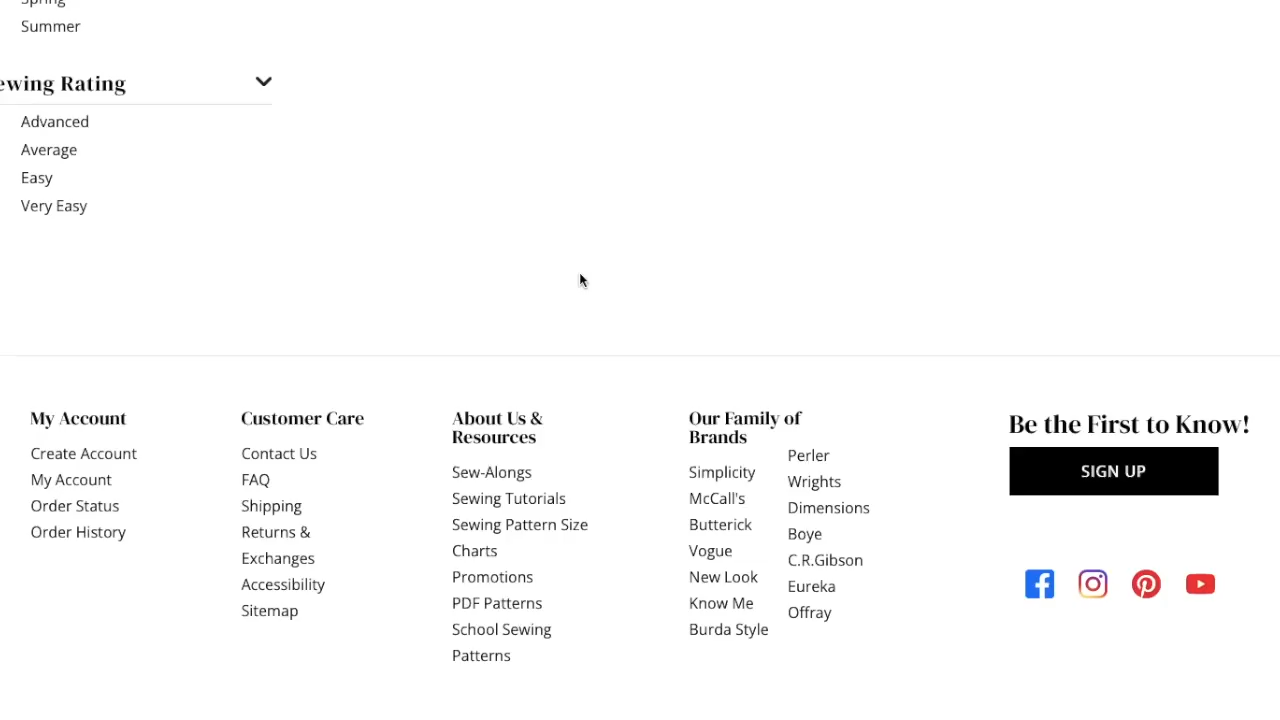 Spring
Summer
ewing Rating
Advanced
Average
Easy
Very Easy
My Account
Create Account
My Account
Order Status
Order History
Customer Care
Contact Us
FAQ
Shipping
Returns &
Exchanges
Accessibility
Sitemap
About Us &
Resources
Sew-Alongs
Sewing Tutorials
Sewing Pattern Size
Charts
Promotions
PDF Patterns
School Sewing
Patterns
Our Family of
Brands
Simplicity
McCall's
Butterick
Vogue
New Look
Know Me
Burda Style
Perler
Wrights
Dimensions
Boye
C.R.Gibson
Eureka
Offray
Be the First to Know!
SIGN UP